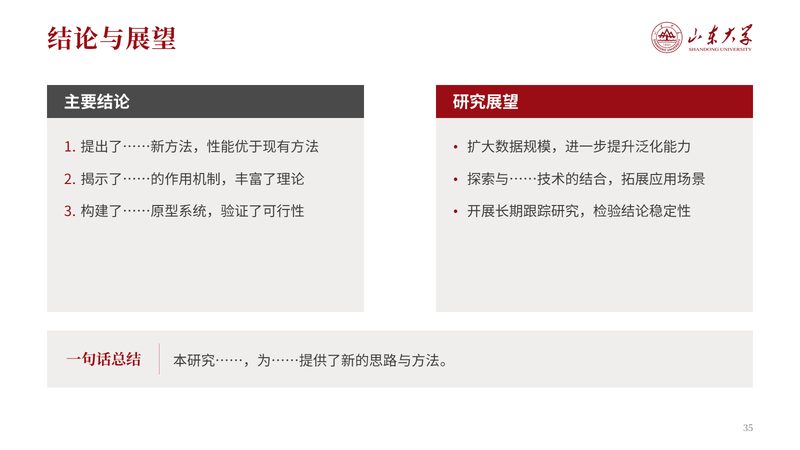 结论与展望
山东大学
SHANDONG UNIVERSITY
主要结论
1. 提出了……新方法，性能优于现有方法
2. 揭示了……的作用机制，丰富了理论
3. 构建了……原型系统，验证了可行性
研究展望
• 扩大数据规模，进一步提升泛化能力
• 探索与……技术的结合，拓展应用场景
• 开展长期跟踪研究，检验结论稳定性
一句话总结
本研究……，为……提供了新的思路与方法。
35